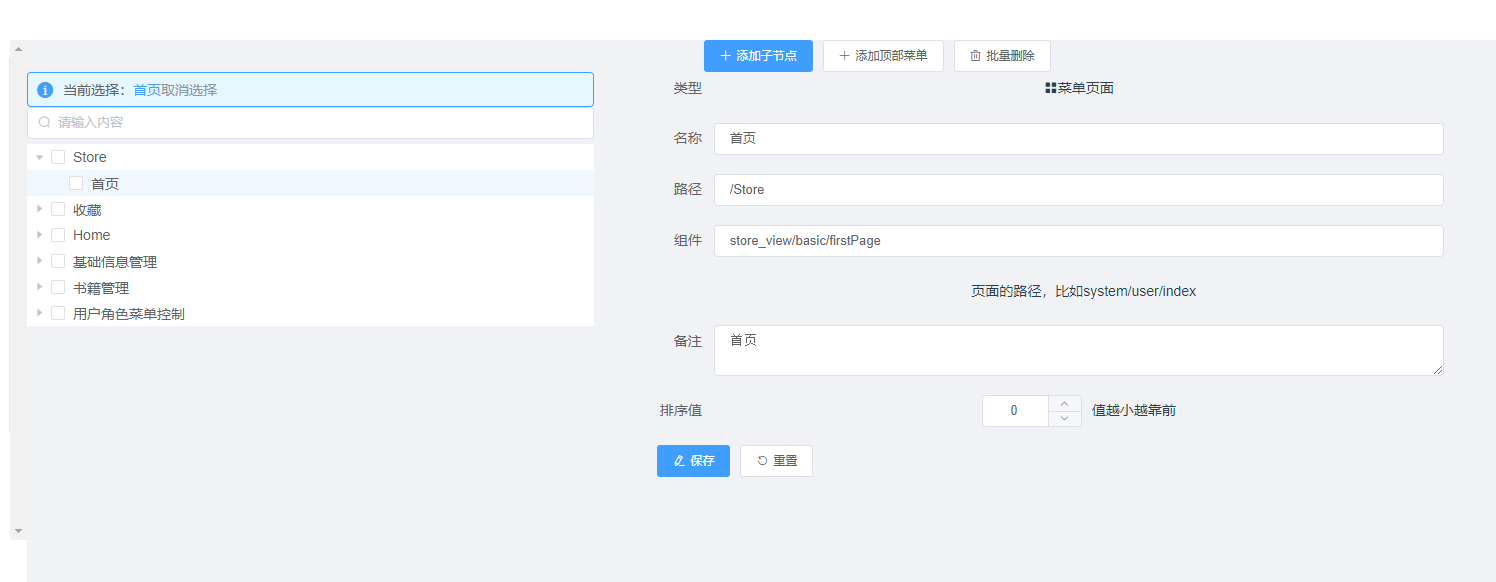 添加子节点 添加顶部菜单 批量删除
当前选择：首页取消选择
请输入内容
Store
首页
收藏
Home
基础信息管理
书籍管理
用户角色菜单控制
类型 菜单页面
名称 首页
路径 /Store
组件 store_view/basic/firstPage
页面的路径，比如system/user/index
备注 首页
排序值 0 值越小越靠前
保存 重置